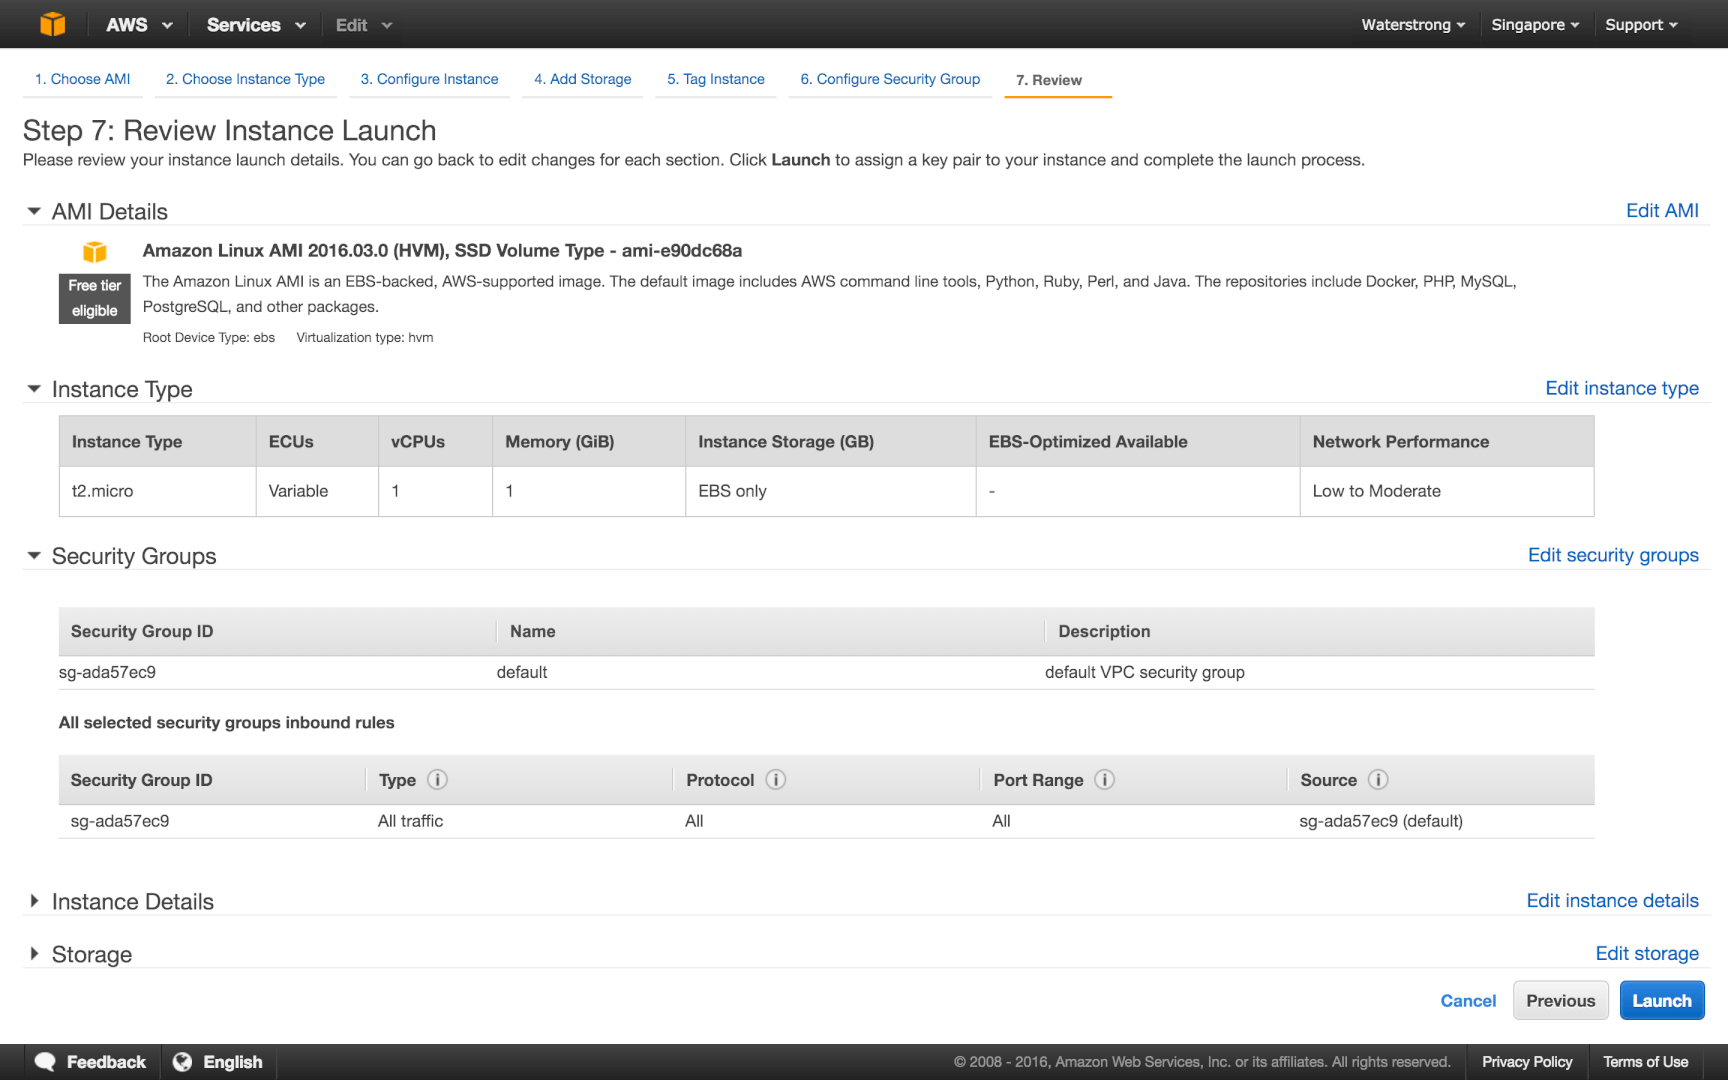 AWS Services Edit Waterstrong Singapore Support
1. Choose AMI 2. Choose Instance Type 3. Configure Instance 4. Add Storage 5. Tag Instance 6. Configure Security Group 7. Review
Step 7: Review Instance Launch
Please review your instance launch details. You can go back to edit changes for each section. Click Launch to assign a key pair to your instance and complete the launch process.
AMI Details Edit AMI
Free tier eligible
Amazon Linux AMI 2016.03.0 (HVM), SSD Volume Type - ami-e90dc68a
The Amazon Linux AMI is an EBS-backed, AWS-supported image. The default image includes AWS command line tools, Python, Ruby, Perl, and Java. The repositories include Docker, PHP, MySQL,
PostgreSQL, and other packages.
Root Device Type: ebs Virtualization type: hvm
Instance Type Edit instance type
Instance Type ECUs vCPUs Memory (GiB) Instance Storage (GB) EBS-Optimized Available Network Performance
t2.micro Variable 1 1 EBS only - Low to Moderate
Security Groups Edit security groups
Security Group ID Name Description
sg-ada57ec9 default default VPC security group
All selected security groups inbound rules
Security Group ID Type i Protocol i Port Range i Source i
sg-ada57ec9 All traffic All All sg-ada57ec9 (default)
Instance Details Edit instance details
Storage Edit storage
Cancel Previous Launch
Feedback English © 2008 - 2016, Amazon Web Services, Inc. or its affiliates. All rights reserved. Privacy Policy Terms of Use